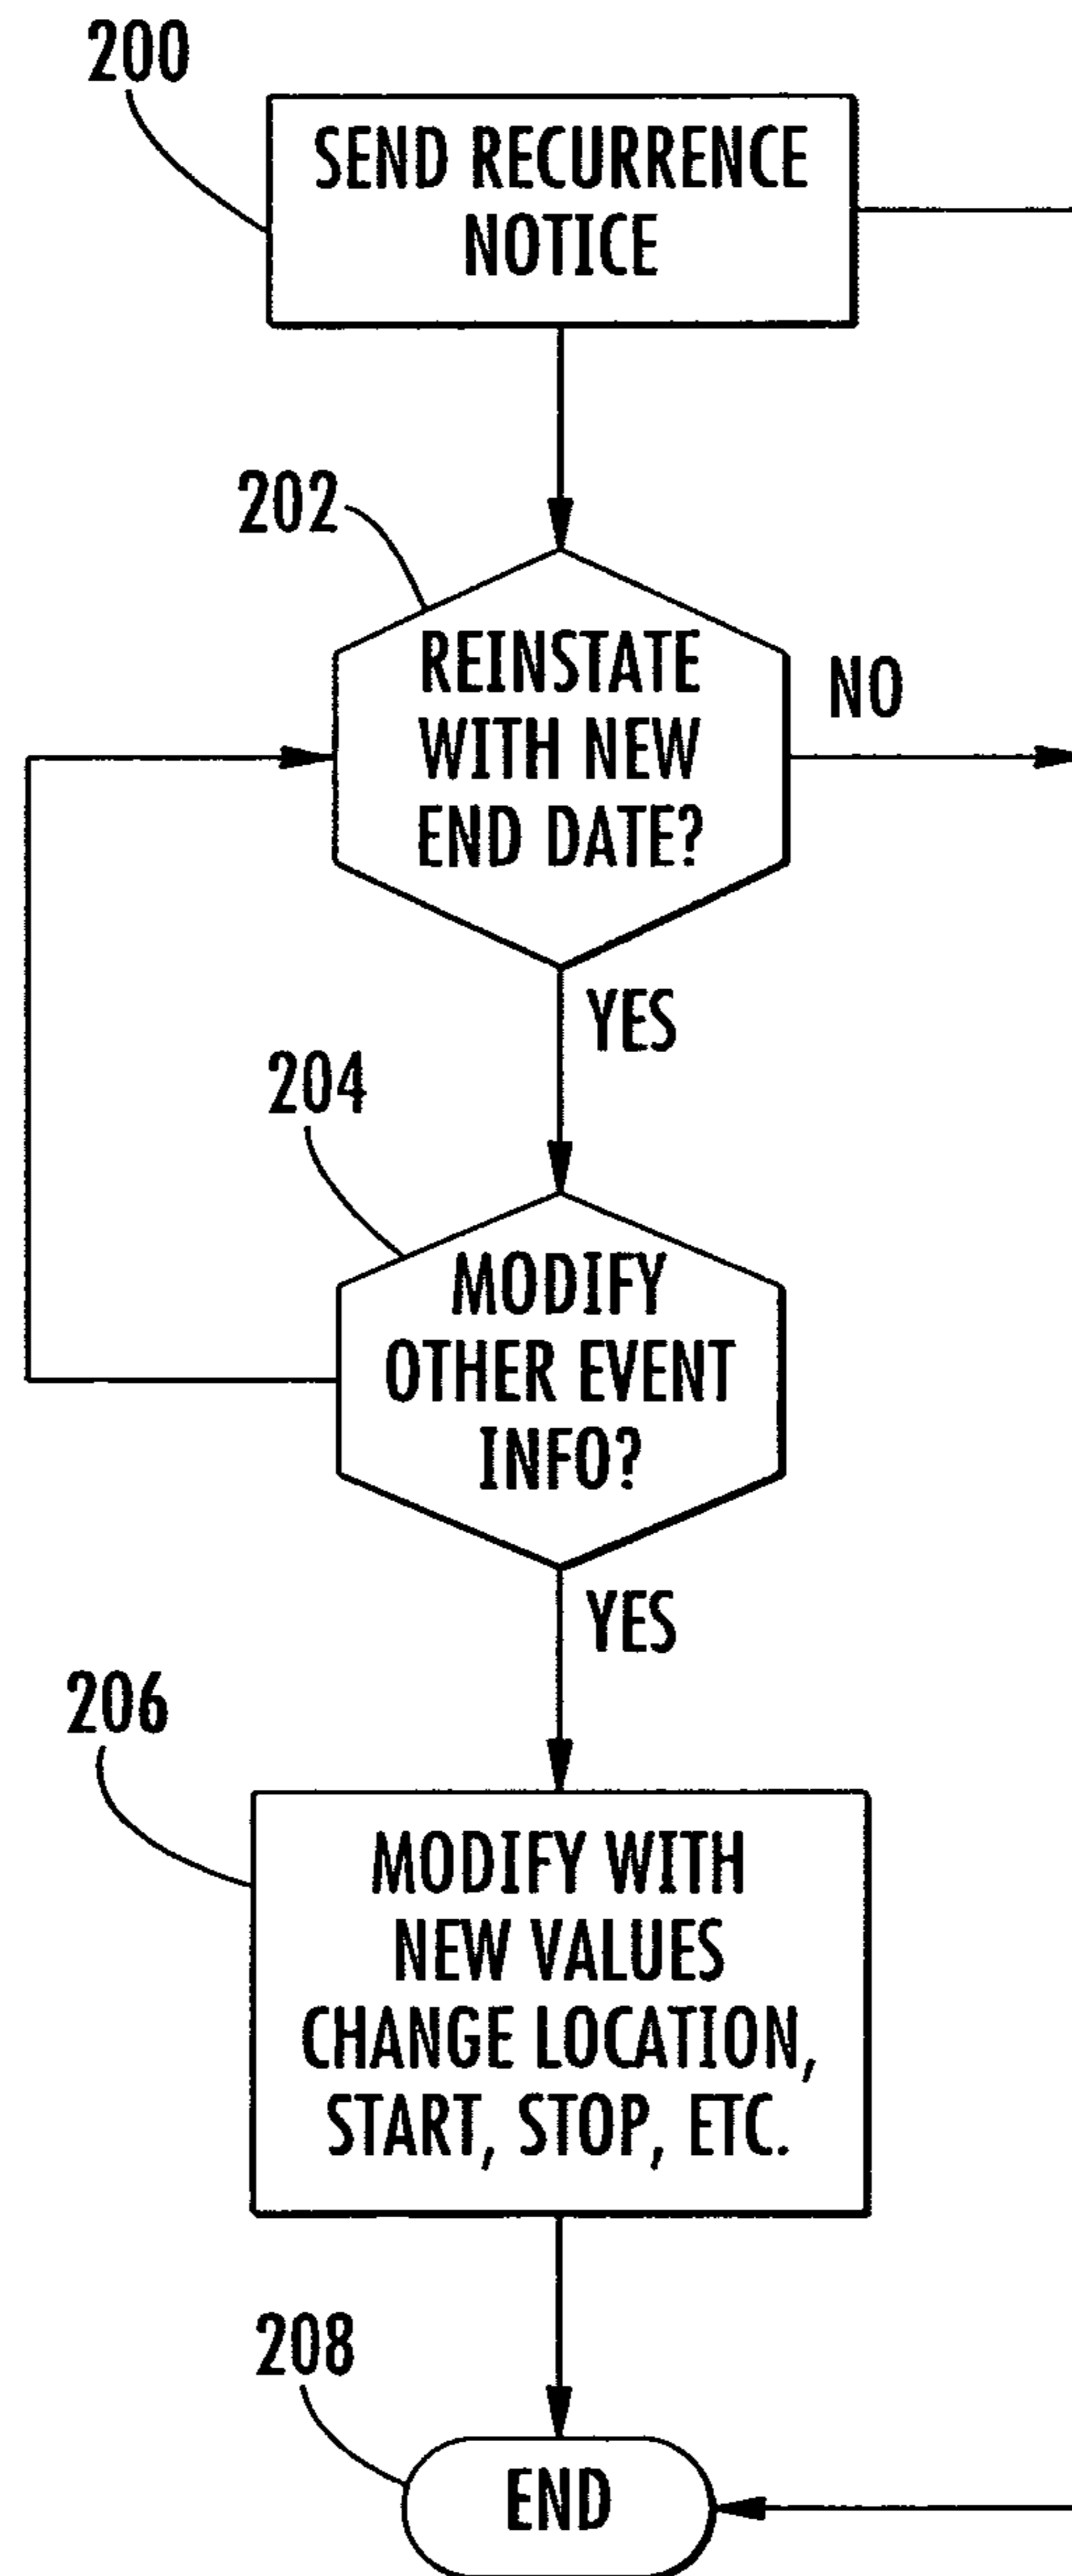 200
SEND RECURRENCE
NOTICE
202
REINSTATE
WITH NEW
END DATE?
NO
YES
204
MODIFY
OTHER EVENT
INFO?
YES
206
MODIFY WITH
NEW VALUES
CHANGE LOCATION,
START, STOP, ETC.
208
END